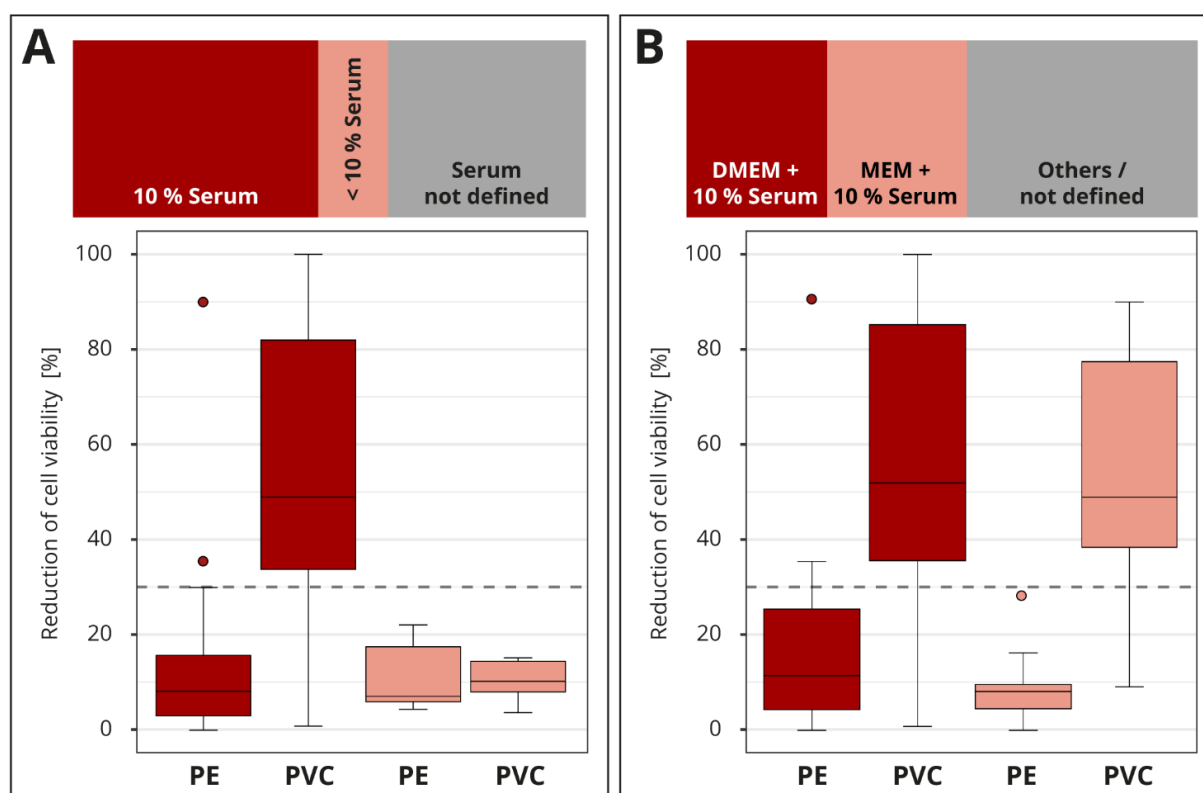 A
10 % Serum
< 10 % Serum
Serum
not defined
Reduction of cell viability [%]
100
80
60
40
20
0
PE PVC PE PVC
B
DMEM +
10 % Serum
MEM +
10 % Serum
Others /
not defined
Reduction of cell viability [%]
100
80
60
40
20
0
PE PVC PE PVC